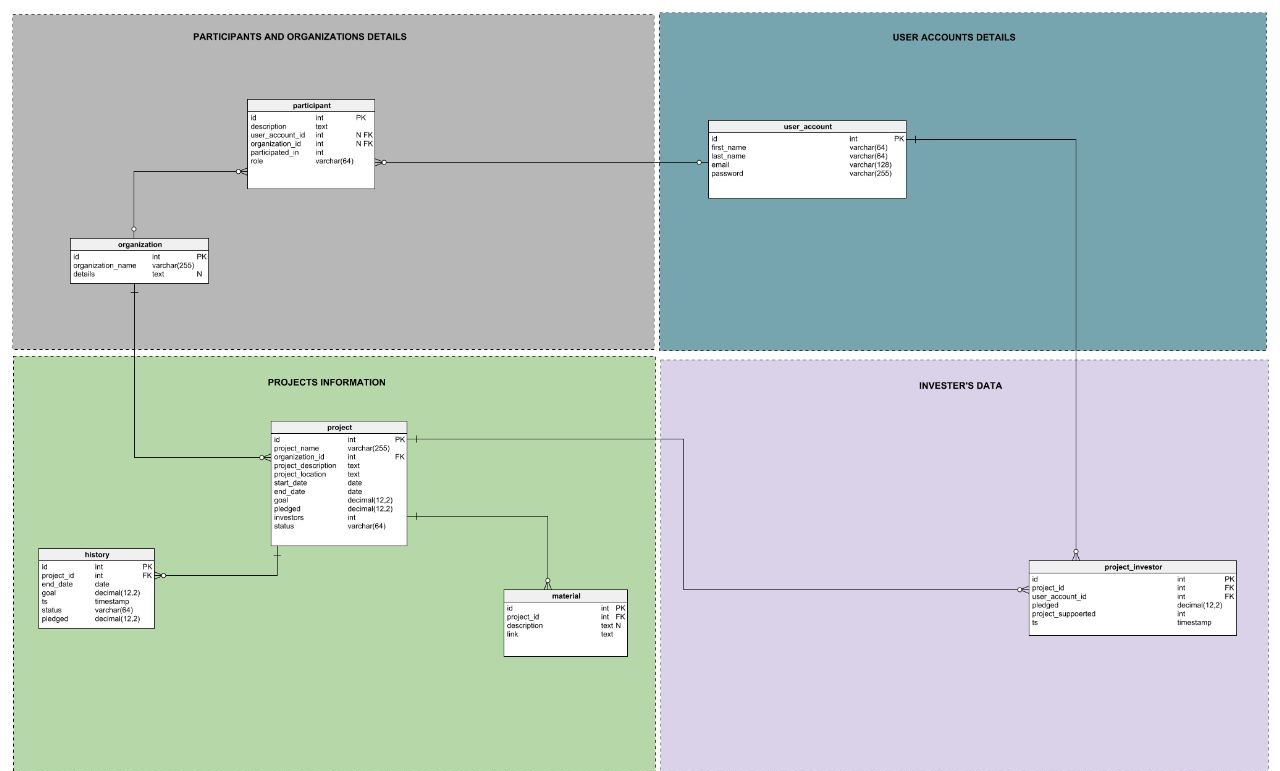 PARTICIPANTS AND ORGANIZATIONS DETAILS
participant
id int PK
description text
user_account_id int N FK
organization_id int N FK
participated_in int
role varchar(64)
organization
id int PK
organization_name varchar(255)
details text N
USER ACCOUNTS DETAILS
user_account
id int PK
first_name varchar(64)
last_name varchar(64)
email varchar(128)
password varchar(255)
PROJECTS INFORMATION
project
id int PK
project_name varchar(255)
organization_id int FK
project_description text
project_location text
start_date date
end_date date
goal decimal(12,2)
pledged decimal(12,2)
investors int
status varchar(64)
history
id int PK
project_id int FK
end_date date
goal decimal(12,2)
ts timestamp
status varchar(64)
pledged decimal(12,2)
material
id int PK
project_id int FK
description text N
link text
INVESTER'S DATA
project_investor
id int PK
project_id int FK
user_account_id int FK
pledged decimal(12,2)
project_suppoerted int
ts timestamp